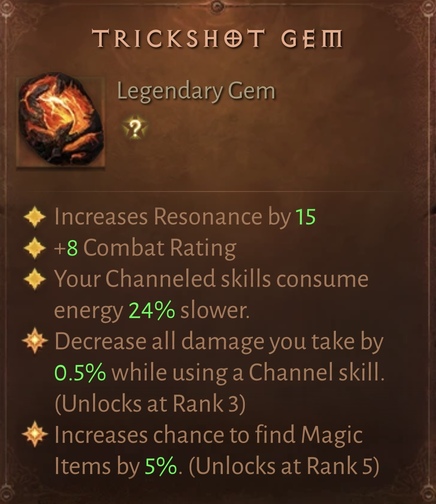 TRICKSHOT GEM
Legendary Gem
?
Increases Resonance by 15
+8 Combat Rating
Your Channeled skills consume
energy 24% slower.
Decrease all damage you take by
0.5% while using a Channel skill.
(Unlocks at Rank 3)
Increases chance to find Magic
Items by 5%. (Unlocks at Rank 5)